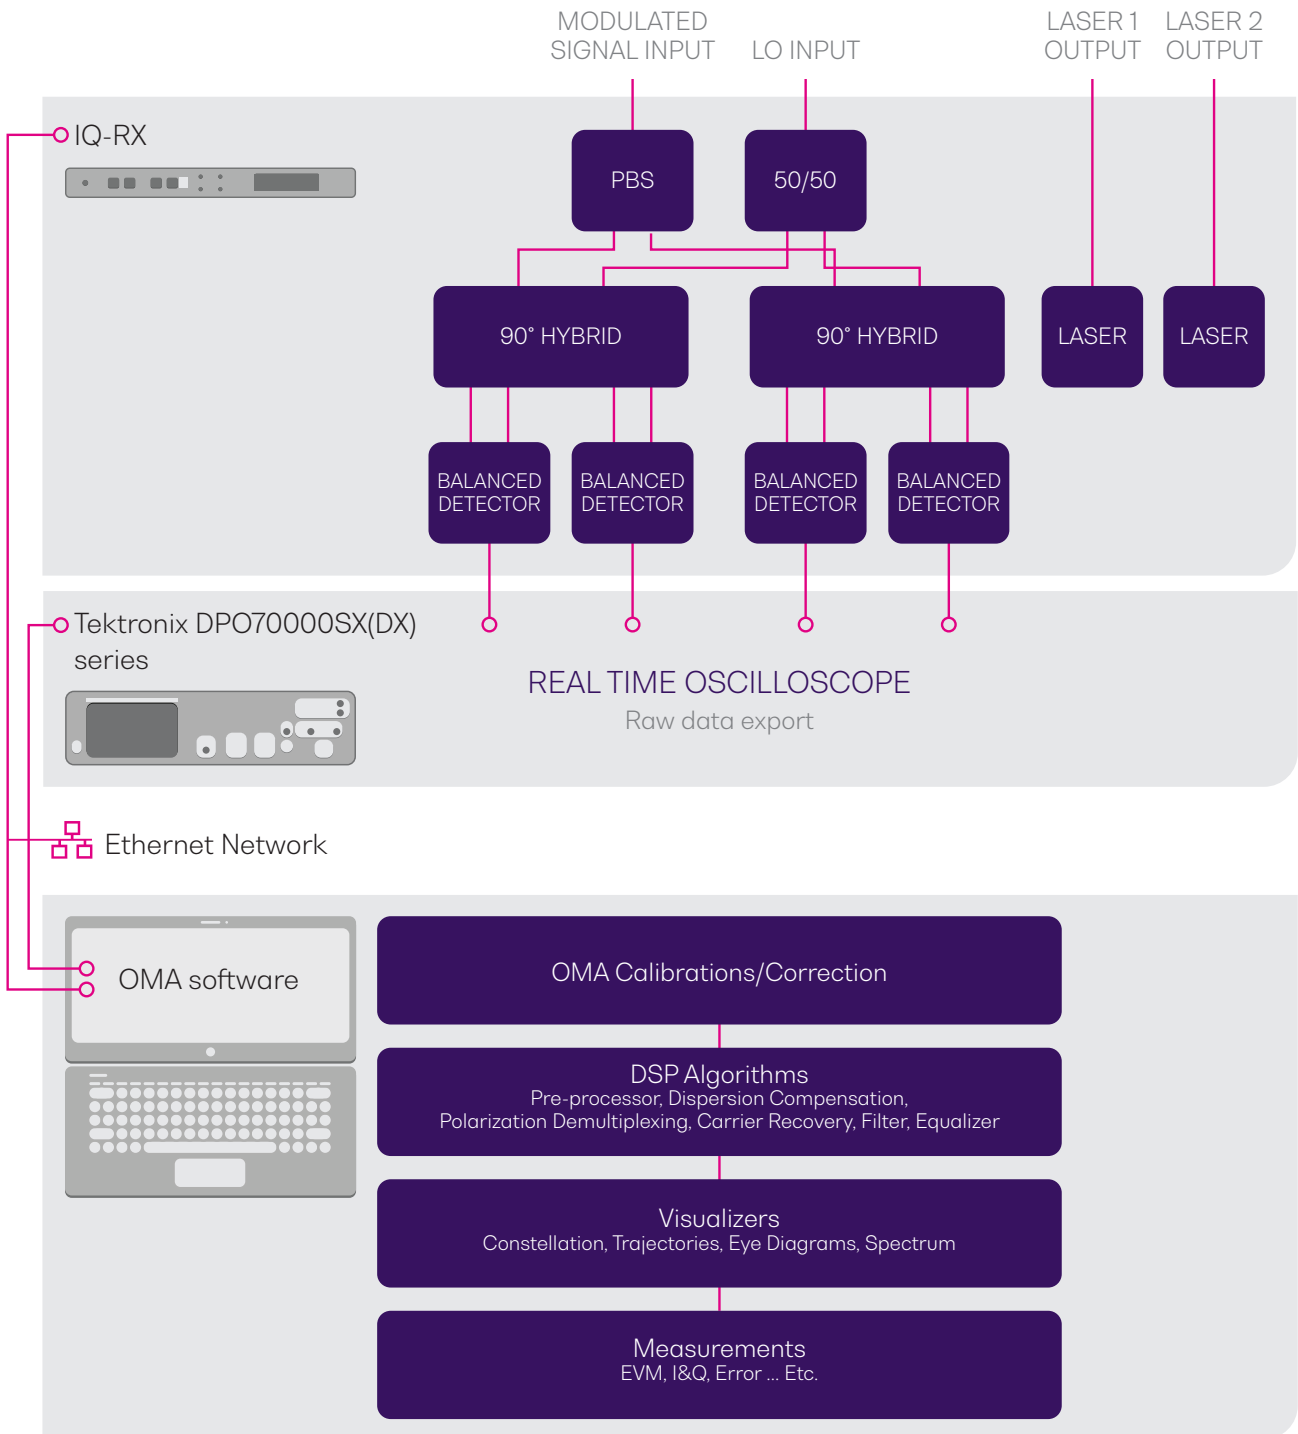 MODULATED
SIGNAL INPUT
LO INPUT
LASER 1
OUTPUT
LASER 2
OUTPUT
IQ-RX
PBS
50/50
90° HYBRID
90° HYBRID
LASER
LASER
BALANCED
DETECTOR
BALANCED
DETECTOR
BALANCED
DETECTOR
BALANCED
DETECTOR
Tektronix DPO70000SX(DX)
series
REAL TIME OSCILLOSCOPE
Raw data export
Ethernet Network
OMA software
OMA Calibrations/Correction
DSP Algorithms
Pre-processor, Dispersion Compensation,
Polarization Demultiplexing, Carrier Recovery, Filter, Equalizer
Visualizers
Constellation, Trajectories, Eye Diagrams, Spectrum
Measurements
EVM, I&Q, Error ... Etc.